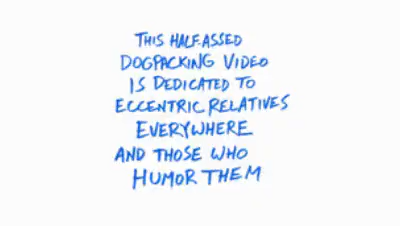 THIS HALF-ASSED
DOGPACKING VIDEO
IS DEDICATED TO
ECCENTRIC RELATIVES
EVERYWHERE
AND THOSE WHO
HUMOR THEM